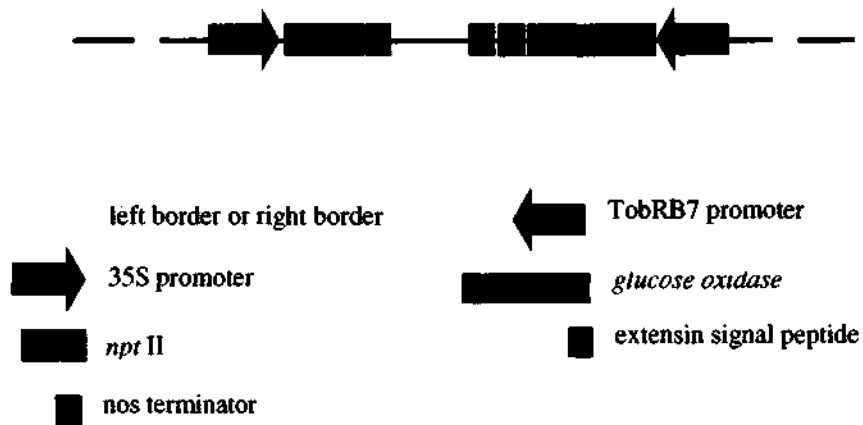 left border or right border
35S promoter
npt II
nos terminator
TobRB7 promoter
glucose oxidase
extensin signal peptide